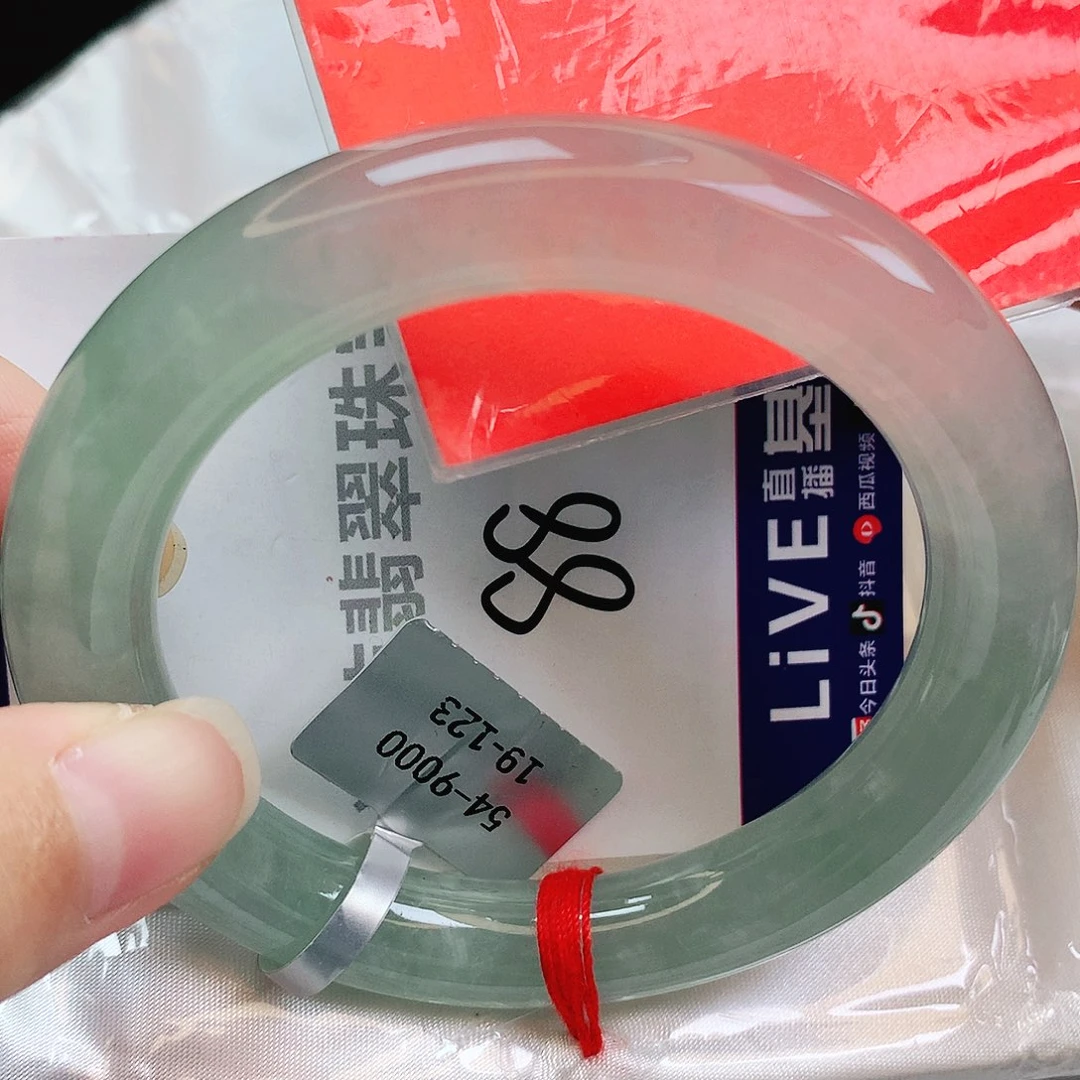 翡翠珠
LiVE 直播
今日头条 抖音 西瓜视频
54-9000
19-123